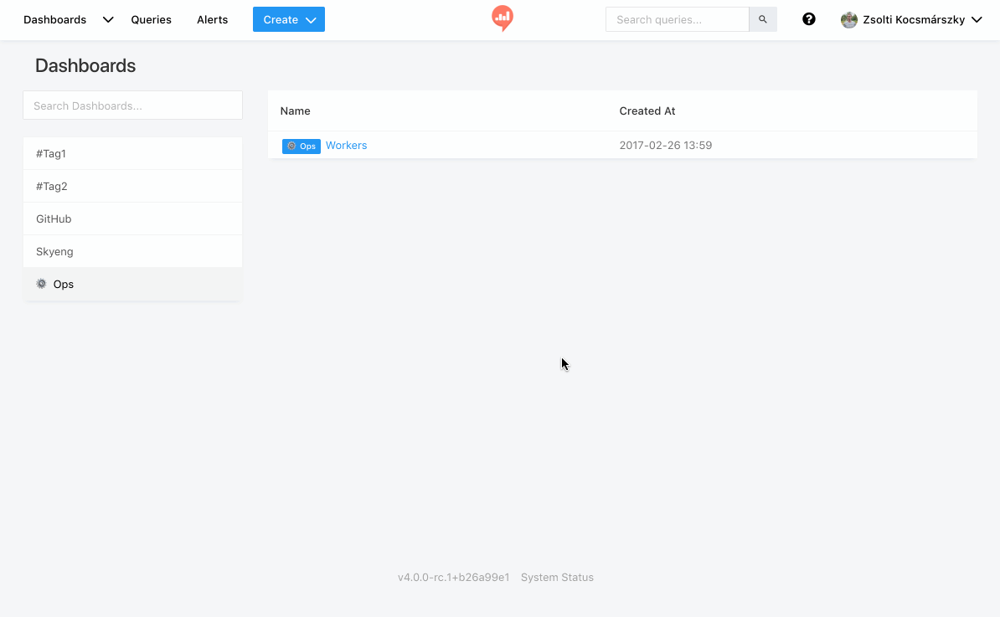 Dashboards Queries Alerts Create Search queries... Zsolti Kocsmárszky
Dashboards
Search Dashboards...
#Tag1
#Tag2
GitHub
Skyeng
Ops
Name Created At
Ops Workers 2017-02-26 13:59
v4.0.0-rc.1+b26a99e1 System Status